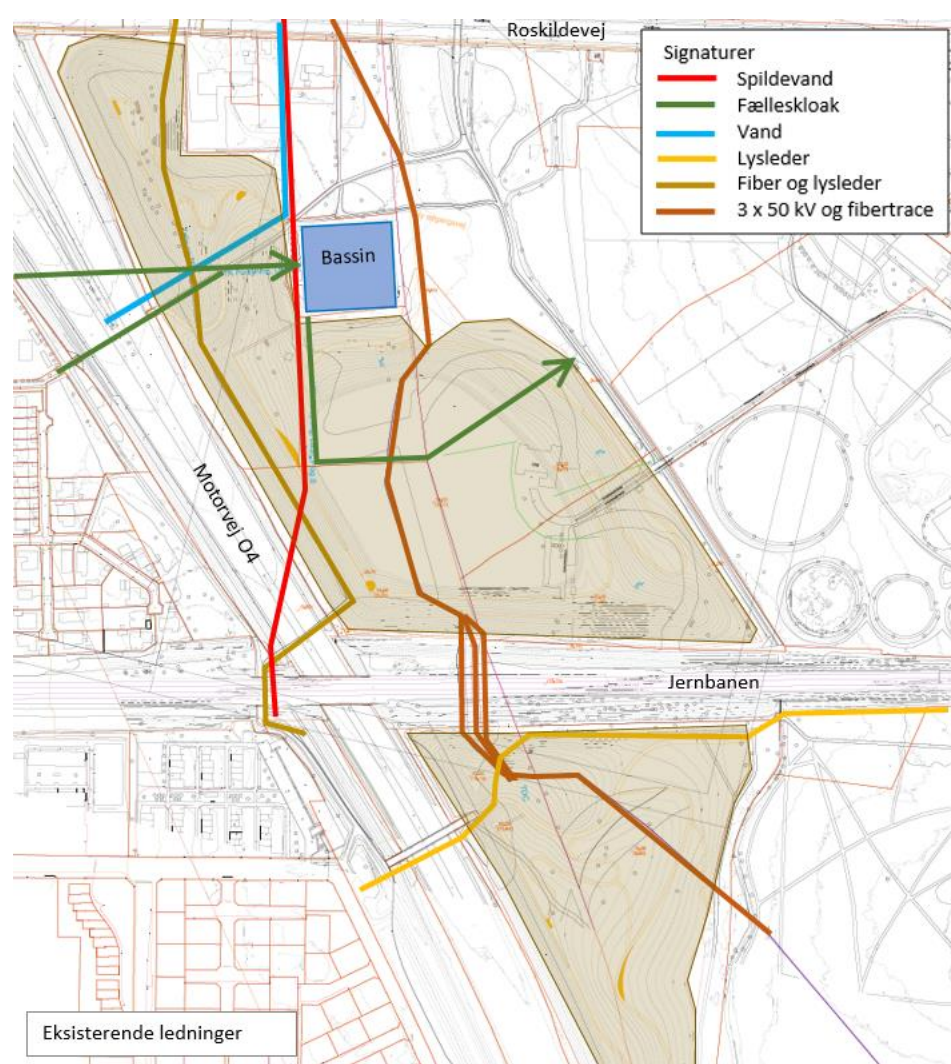 Roskildevej
Signaturer
Spildevand
Fælleskloak
Vand
Lysleder
Fiber og lysleder
3 x 50 kV og fibertrace
Bassin
Motorvej O4
Jernbanen
Eksisterende ledninger